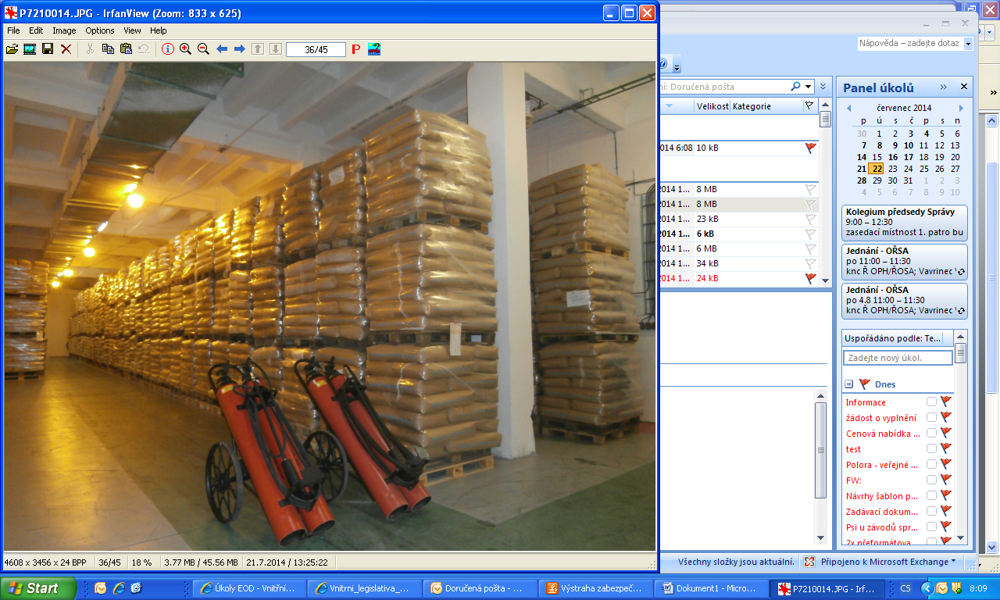 P7210014.JPG - IrfanView (Zoom: 833 x 625)
File Edit Image Options View Help
36/45
P
4608 x 3456 x 24 BPP 36/45 18 % 3.77 MB / 45.56 MB 21.7.2014 / 13:25:22
Nápověda – zadejte dotaz
ní: Doručená pošta
Velikost Kategorie
014 6:08 10 kB
2014 1... 8 MB
2014 1... 8 MB
2014 1... 23 kB
2014 1... 6 kB
2014 1... 6 MB
2014 1... 34 kB
2014 1... 24 kB
Panel úkolů
červenec 2014
p ú s č p s n
30 1 2 3 4 5 6
7 8 9 10 11 12 13
14 15 16 17 18 19 20
21 22 23 24 25 26 27
28 29 30 31 1 2 3
4 5 6 7 8 9 10
Kolegium předsedy Správy
9:00 – 12:30
zasedací místnost 1. patro bu
Jednání - OŘSA
po 11:00 – 11:30
knc Ř OPH/ŘOSA; Vavrinec V
Jednání - OŘSA
po 4.8 11:00 – 11:30
knc Ř OPH/ŘOSA; Vavrinec V
Uspořádáno podle: Te...
Zadejte nový úkol.
Dnes
Informace
žádost o vyplnění
Cenová nabídka ...
test
Polora - veřejné ...
FW:
Návrhy šablon p...
Zadávací dokum...
Psi u závodů spr...
2x přeformátova
Všechny složky jsou aktuální. Připojeno k Microsoft Exchange
Start Úkoly EOD - Vnitřní... Vnitrni_legislativa_... Doručená pošta - ... Výstraha zabezpeč... Dokument1 - Micro... P7210014.JPG - Irf... CS 8:09